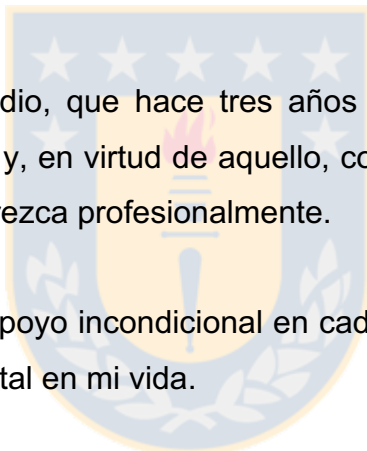 dio, que hace tres años
y, en virtud de aquello, co
rezca profesionalmente.
poyo incondicional en cad
tal en mi vida.